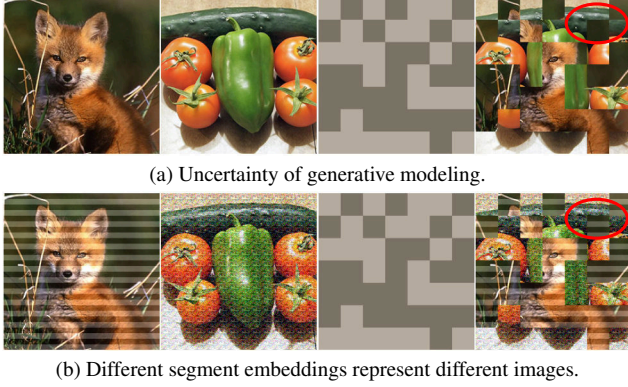 (a) Uncertainty of generative modeling.
(b) Different segment embeddings represent different images.